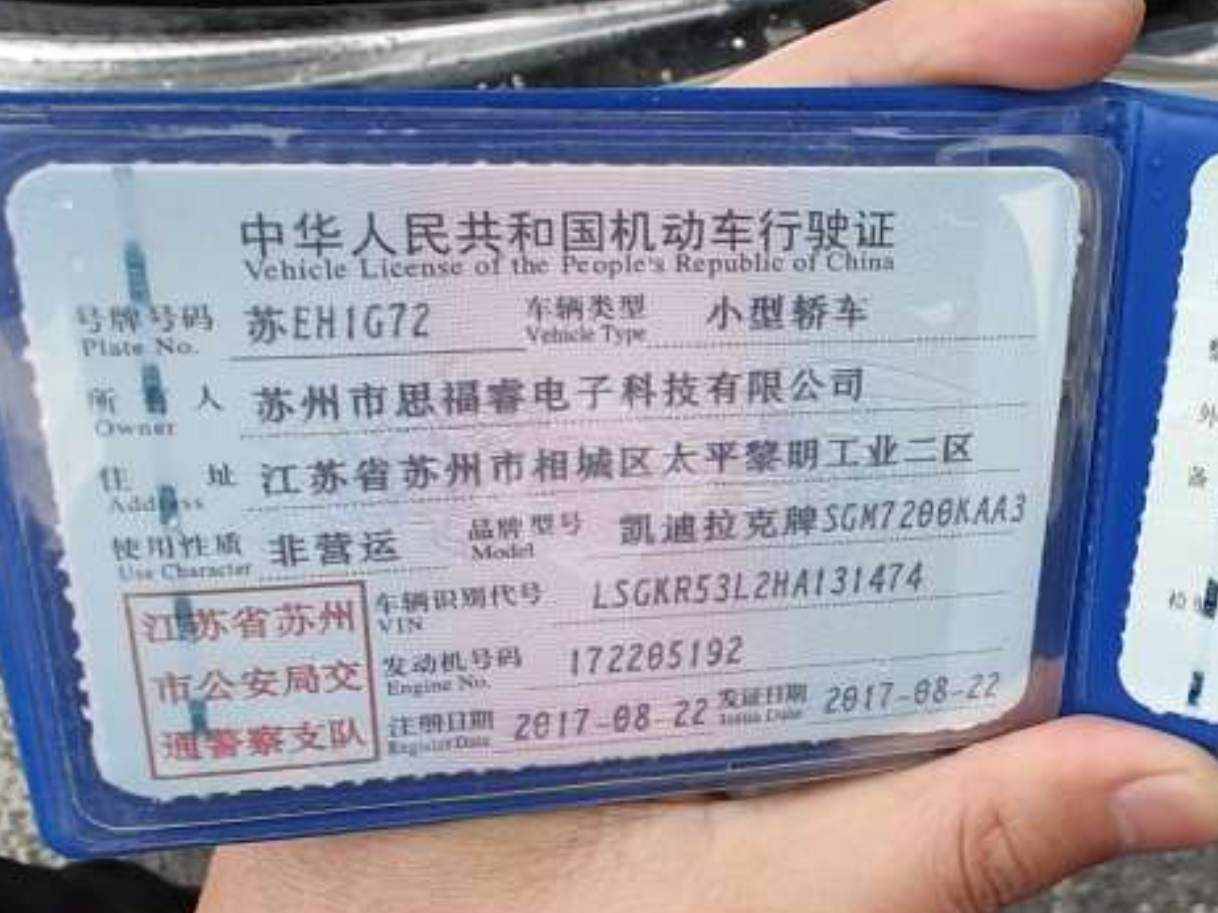 中华人民共和国机动车行驶证
Vehicle License of the People's Republic of China
号牌号码 苏EH1G72 车辆类型 小型轿车
Plate No. Vehicle Type
所有人 苏州市思福睿电子科技有限公司
Owner
住址 江苏省苏州市相城区太平黎明工业二区
Address
使用性质 非营运 品牌型号 凯迪拉克牌SGM7200KAA3
Use Character Model
车辆识别代号 LSGKR53L2HA131474
VIN
发动机号码 172205192
Engine No.
注册日期 2017-08-22 发证日期 2017-08-22
Register Date Issue Date
江苏省苏州
市公安局交
通警察支队